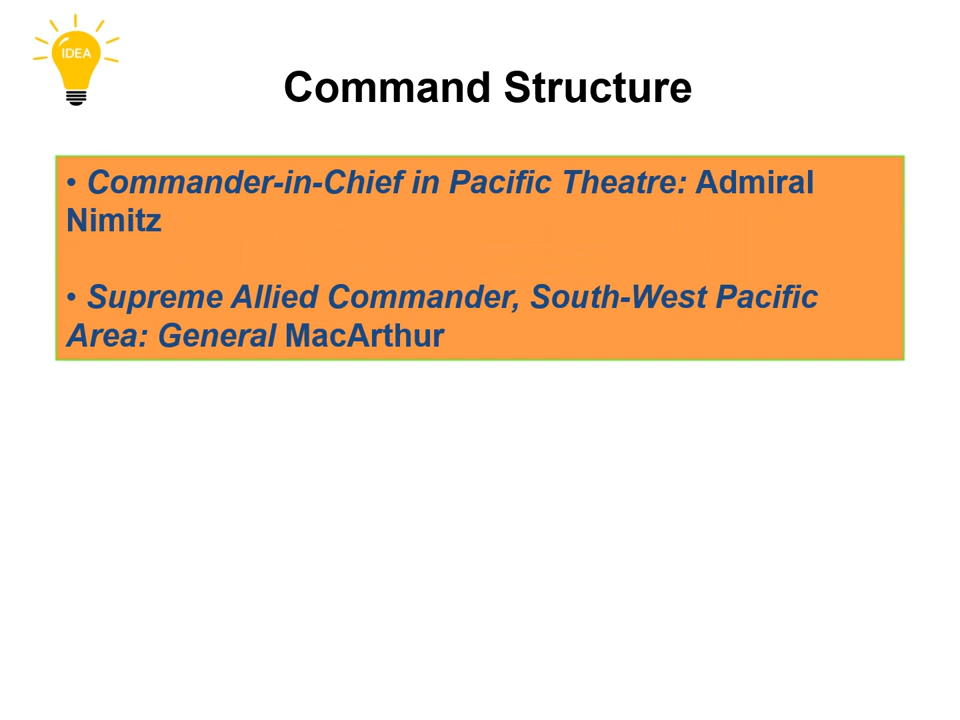 IDEA
Command Structure
• Commander-in-Chief in Pacific Theatre: Admiral
Nimitz
• Supreme Allied Commander, South-West Pacific
Area: General MacArthur